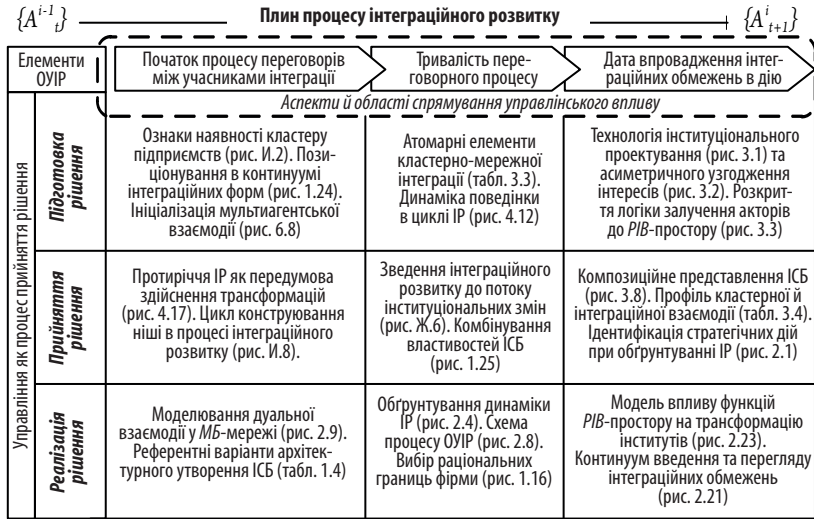 {A^{i-1}_t} Плин процесу інтеграційного розвитку {A^i_{t+1}}
Елементи
ОУІР
Початок процесу переговорів
між учасниками інтеграції
Тривалість пере-
говорного процесу
Дата впровадження інтег-
раційних обмежень в дію
Аспекти й області спрямування управлінського впливу
Управління як процес прийняття рішення
Підготовка
рішення
Ознаки наявності кластеру
підприємств (рис. И.2). Пози-
ціонування в континуумі
інтеграційних форм (рис. 1.24).
Ініціалізація мультиагентської
взаємодії (рис. 6.8)
Атомарні елементи
кластерно-мережної
інтеграції (табл. 3.3).
Динаміка поведінки
в циклі ІР (рис. 4.12)
Технологія інституціонального
проектування (рис. 3.1) та
асиметричного узгодження
інтересів (рис. 3.2). Розкрит-
тя логіки залучення акторів
до РІВ-простору (рис. 3.3)
Прийняття
рішення
Протиріччя ІР як передумова
здійснення трансформацій
(рис. 4.17). Цикл конструювання
ніші в процесі інтеграційного
розвитку (рис. И.8).
Зведення інтеграційного
розвитку до потоку
інституціональних змін
(рис. Ж.6). Комбінування
властивостей ІСБ
(рис. 1.25)
Композиційне представлення ІСБ
(рис. 3.8). Профіль кластерної й
інтеграційної взаємодії (табл. 3.4).
Ідентифікація стратегічних дій
при обґрунтуванні ІР (рис. 2.1)
Реалізація
рішення
Моделювання дуальної
взаємодії у МБ-мережі (рис. 2.9).
Референтні варіанти архітек-
турного утворення ІСБ (табл. 1.4)
Обґрунтування динаміки
ІР (рис. 2.4). Схема
процесу ОУІР (рис. 2.8).
Вибір раціональних
границь фірми (рис. 1.16)
Модель впливу функцій
РІВ-простору на трансформацію
інститутів (рис. 2.23).
Континуум введення та перегляду
інтеграційних обмежень
(рис. 2.21)